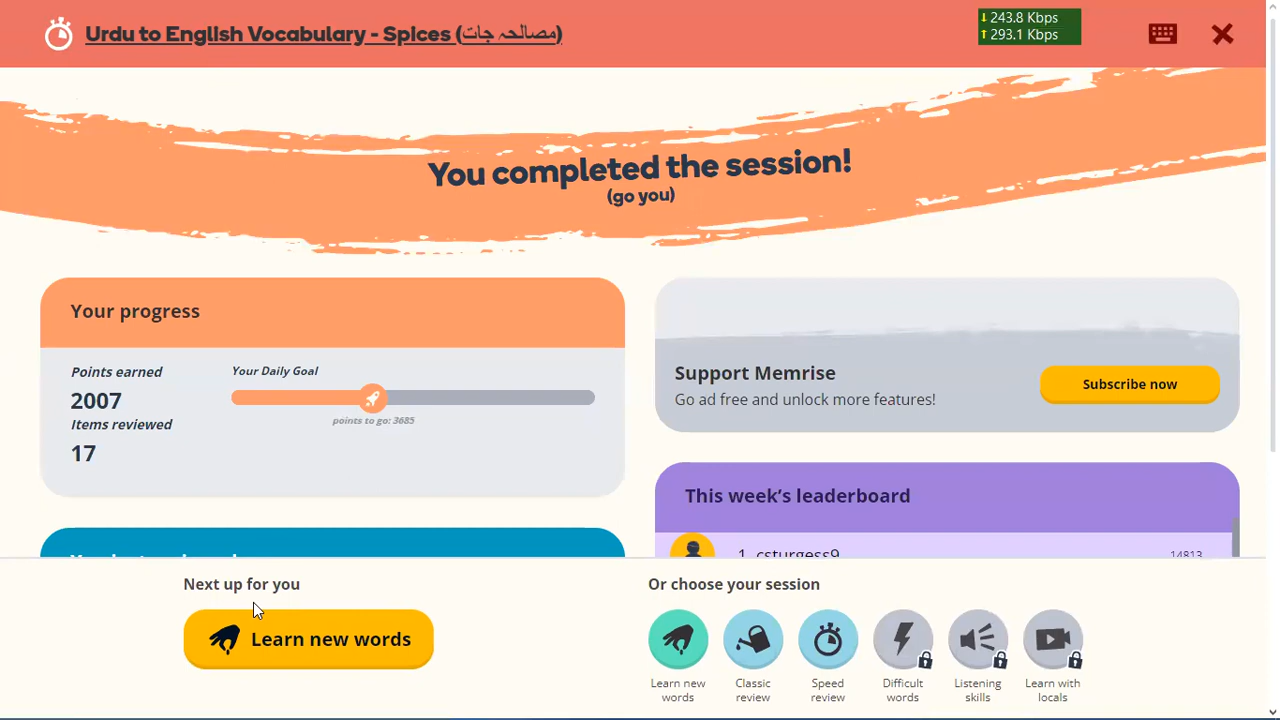 Urdu to English Vocabulary - Spices (مصالحہ جات)
243.8 Kbps
293.1 Kbps
You completed the session!
(go you)
Your progress
Points earned
2007
Items reviewed
17
Your Daily Goal
points to go: 3685
Support Memrise
Go ad free and unlock more features!
Subscribe now
This week's leaderboard
1. csturgess9 14813
Next up for you
Learn new words
Or choose your session
Learn new words
Classic review
Speed review
Difficult words
Listening skills
Learn with locals